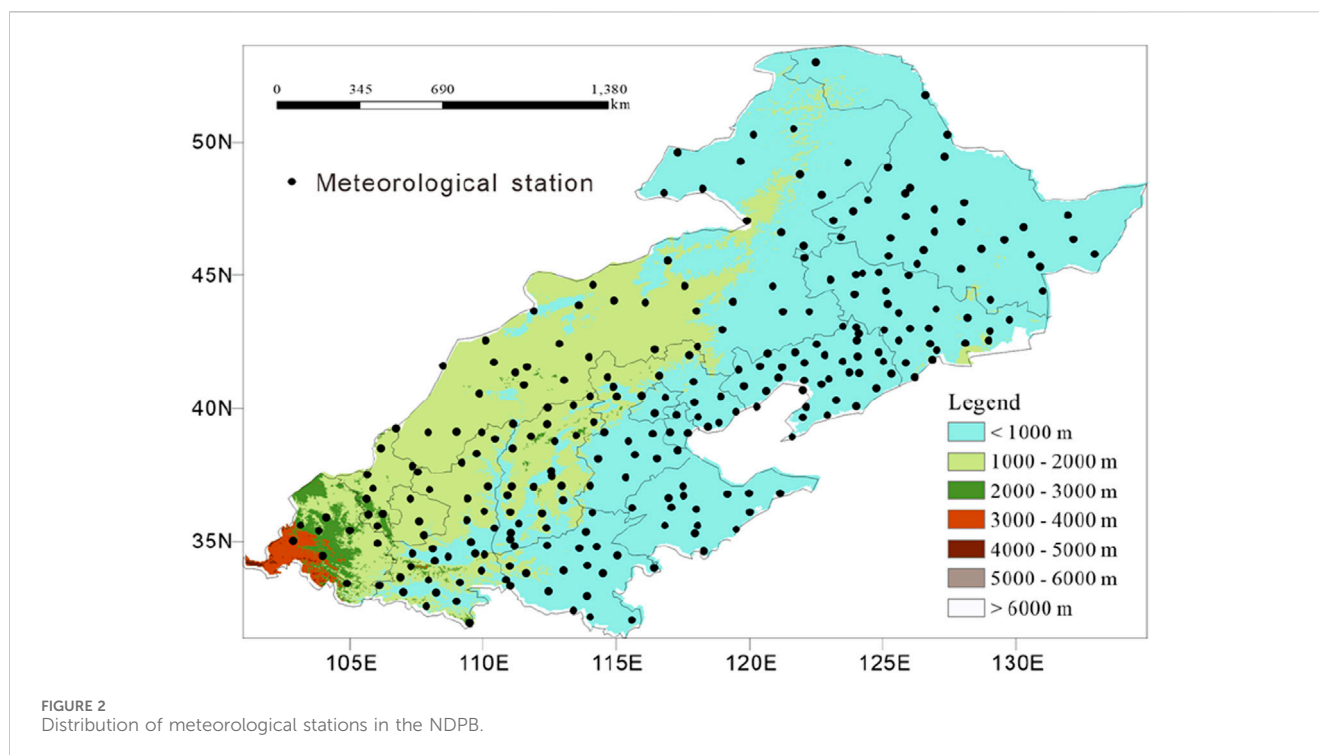 0 345 690 1,380
km
Meteorological station
50N
45N
40N
35N
Legend
< 1000 m
1000 - 2000 m
2000 - 3000 m
3000 - 4000 m
4000 - 5000 m
5000 - 6000 m
> 6000 m
105E 110E 115E 120E 125E 130E
FIGURE 2
Distribution of meteorological stations in the NDPB.